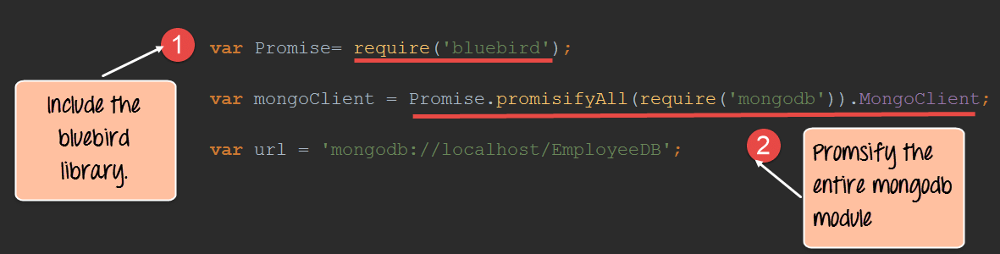 1
var Promise= require('bluebird');
Include the
bluebird
library.
var mongoClient = Promise.promisifyAll(require('mongodb')).MongoClient;
var url = 'mongodb://localhost/EmployeeDB';
2
Promsify the
entire mongodb
module